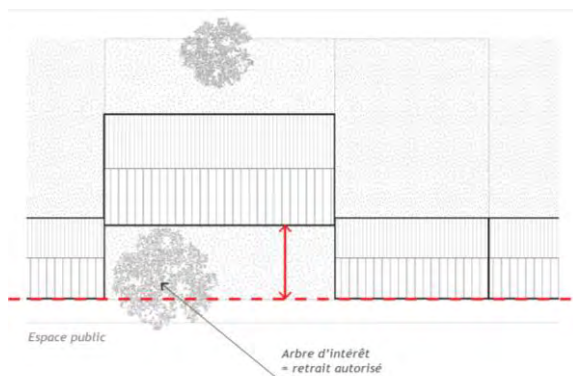 Espace public
Arbre d'intérêt
= retrait autorisé